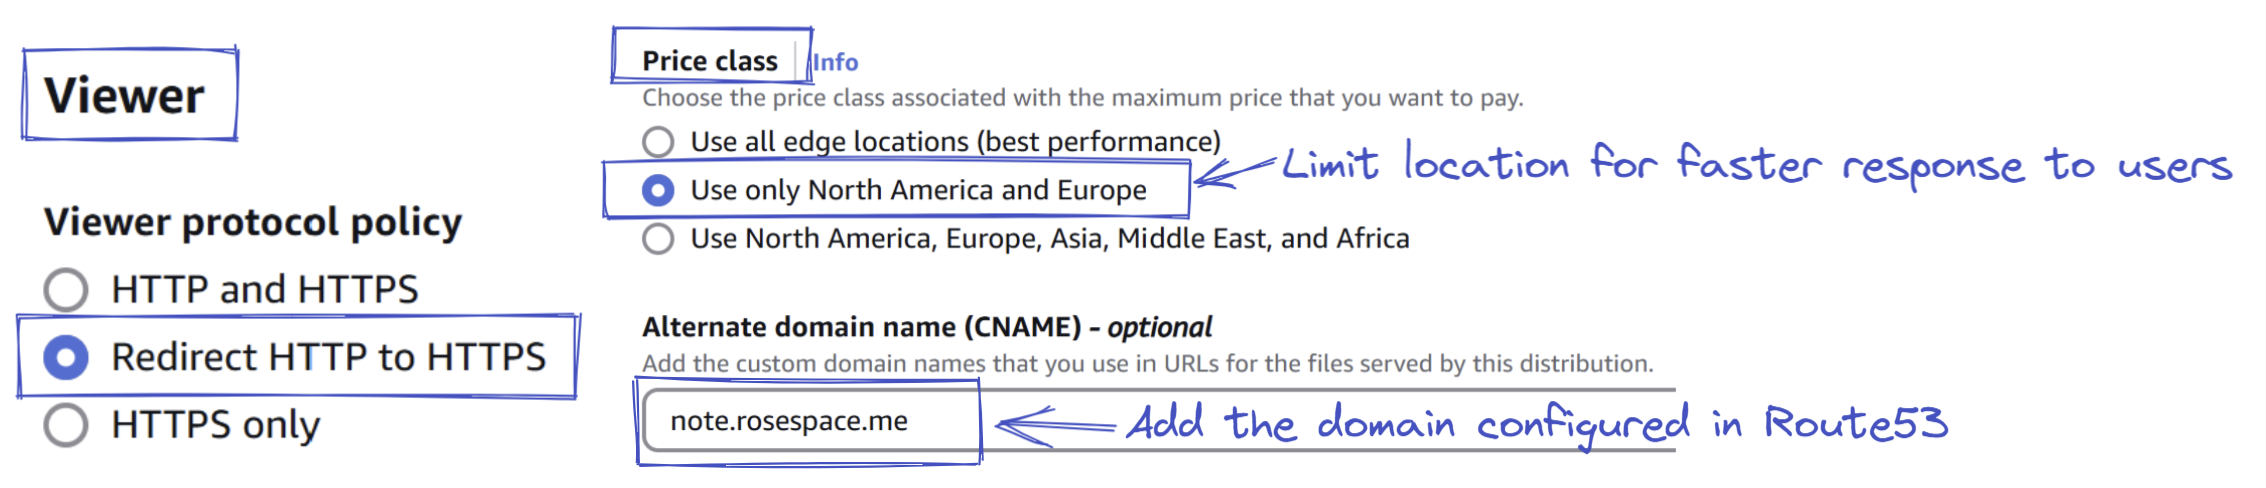 Viewer
Viewer protocol policy
HTTP and HTTPS
Redirect HTTP to HTTPS
HTTPS only
Price class Info
Choose the price class associated with the maximum price that you want to pay.
Use all edge locations (best performance)
Use only North America and Europe
Limit location for faster response to users
Use North America, Europe, Asia, Middle East, and Africa
Alternate domain name (CNAME) - optional
Add the custom domain names that you use in URLs for the files served by this distribution.
note.rosespace.me
Add the domain configured in Route53